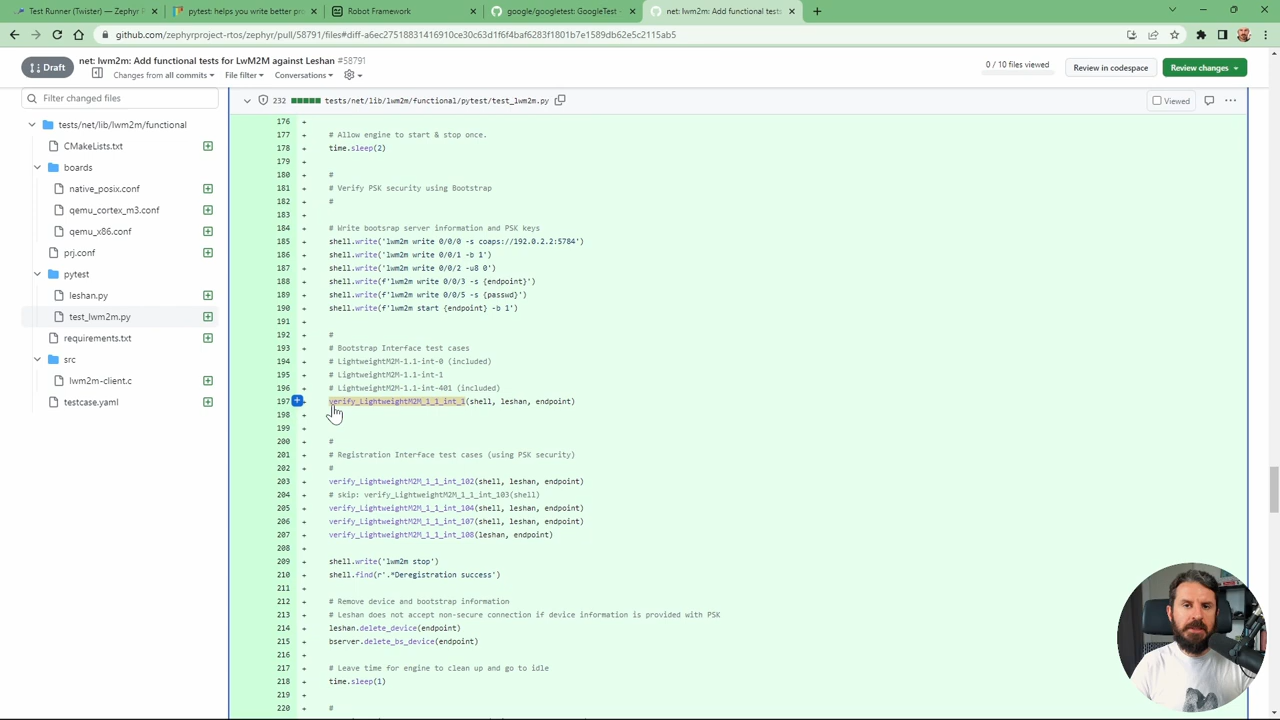 Test Runner (Twister) — Zephyr P
pytest: helps you write better pro
Robot Framework
google/googletest: GoogleTest -
net: lwm2m: Add functional tests
github.com/zephyrproject-rtos/zephyr/pull/58791/files#diff-a6ec27518831416910ce30c63d1f6f4baf6283f1801b7e1589db62e5c2115ab5
Draft
net: lwm2m: Add functional tests for LwM2M against Leshan #58791
Changes from all commits
File filter
Conversations
0 / 10 files viewed
Review in codespace
Review changes
Filter changed files
tests/net/lib/lwm2m/functional
CMakeLists.txt
boards
native_posix.conf
qemu_cortex_m3.conf
qemu_x86.conf
prj.conf
pytest
leshan.py
test_lwm2m.py
requirements.txt
src
lwm2m-client.c
testcase.yaml
232 tests/net/lib/lwm2m/functional/pytest/test_lwm2m.py
Viewed
176 +
177 + # Allow engine to start & stop once.
178 + time.sleep(2)
179 +
180 + #
181 + # Verify PSK security using Bootstrap
182 + #
183 +
184 + # Write bootsrap server information and PSK keys
185 + shell.write('lwm2m write 0/0/0 -s coaps://192.0.2.2:5784')
186 + shell.write('lwm2m write 0/0/1 -b 1')
187 + shell.write('lwm2m write 0/0/2 -u8 0')
188 + shell.write(f'lwm2m write 0/0/3 -s {endpoint}')
189 + shell.write(f'lwm2m write 0/0/5 -s {passwd}')
190 + shell.write(f'lwm2m start {endpoint} -b 1')
191 +
192 + #
193 + # Bootstrap Interface test cases
194 + # LightweightM2M-1.1-int-0 (included)
195 + # LightweightM2M-1.1-int-1
196 + # LightweightM2M-1.1-int-401 (included)
197 + verify_LightweightM2M_1_1_int_1(shell, leshan, endpoint)
198 +
199 +
200 + #
201 + # Registration Interface test cases (using PSK security)
202 + #
203 + verify_LightweightM2M_1_1_int_102(shell, leshan, endpoint)
204 + # skip: verify_LightweightM2M_1_1_int_103(shell)
205 + verify_LightweightM2M_1_1_int_104(shell, leshan, endpoint)
206 + verify_LightweightM2M_1_1_int_107(shell, leshan, endpoint)
207 + verify_LightweightM2M_1_1_int_108(leshan, endpoint)
208 +
209 + shell.write('lwm2m stop')
210 + shell.find(r'.*Deregistration success')
211 +
212 + # Remove device and bootstrap information
213 + # Leshan does not accept non-secure connection if device information is provided with PSK
214 + leshan.delete_device(endpoint)
215 + bserver.delete_bs_device(endpoint)
216 +
217 + # Leave time for engine to clean up and go to idle
218 + time.sleep(1)
219 +
220 + #